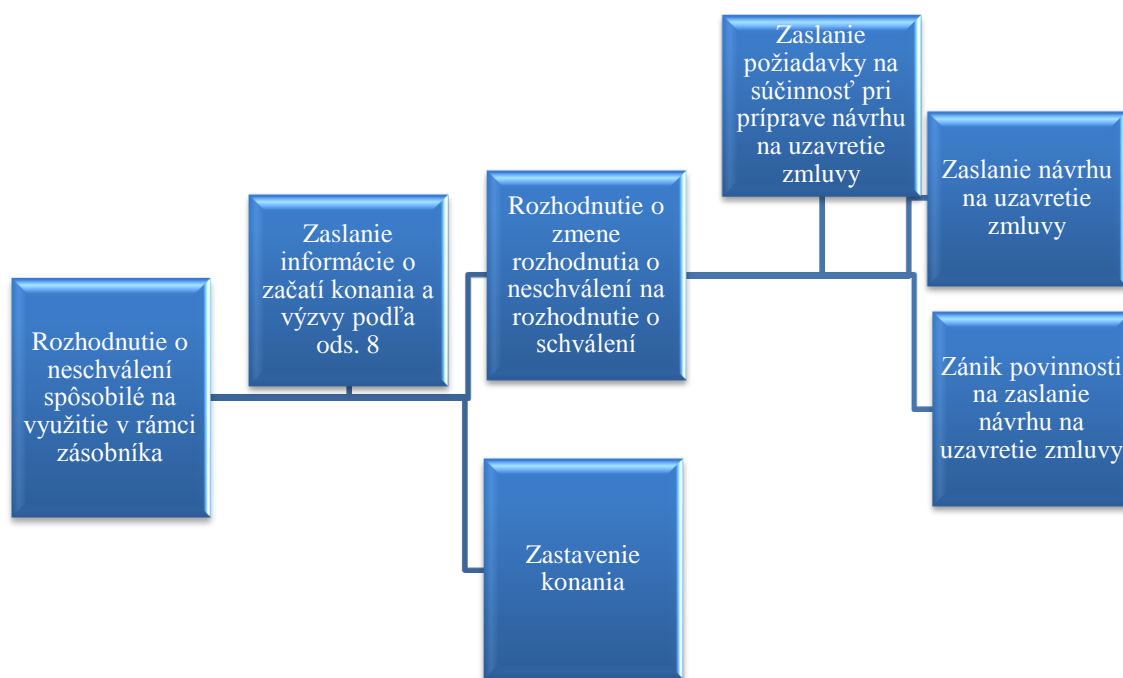 Rozhodnutie o
neschválení
spôsobilé na
využitie v rámci
zásobníka
Zaslanie
informácie o
začatí konania a
výzvy podľa
ods. 8
Rozhodnutie o
zmene
rozhodnutia o
neschválení na
rozhodnutie o
schválení
Zastavenie
konania
Zaslanie
požiadavky na
súčinnosť pri
príprave návrhu
na uzavretie
zmluvy
Zaslanie návrhu
na uzavretie
zmluvy
Zánik povinnosti
na zaslanie
návrhu na
uzavretie zmluvy